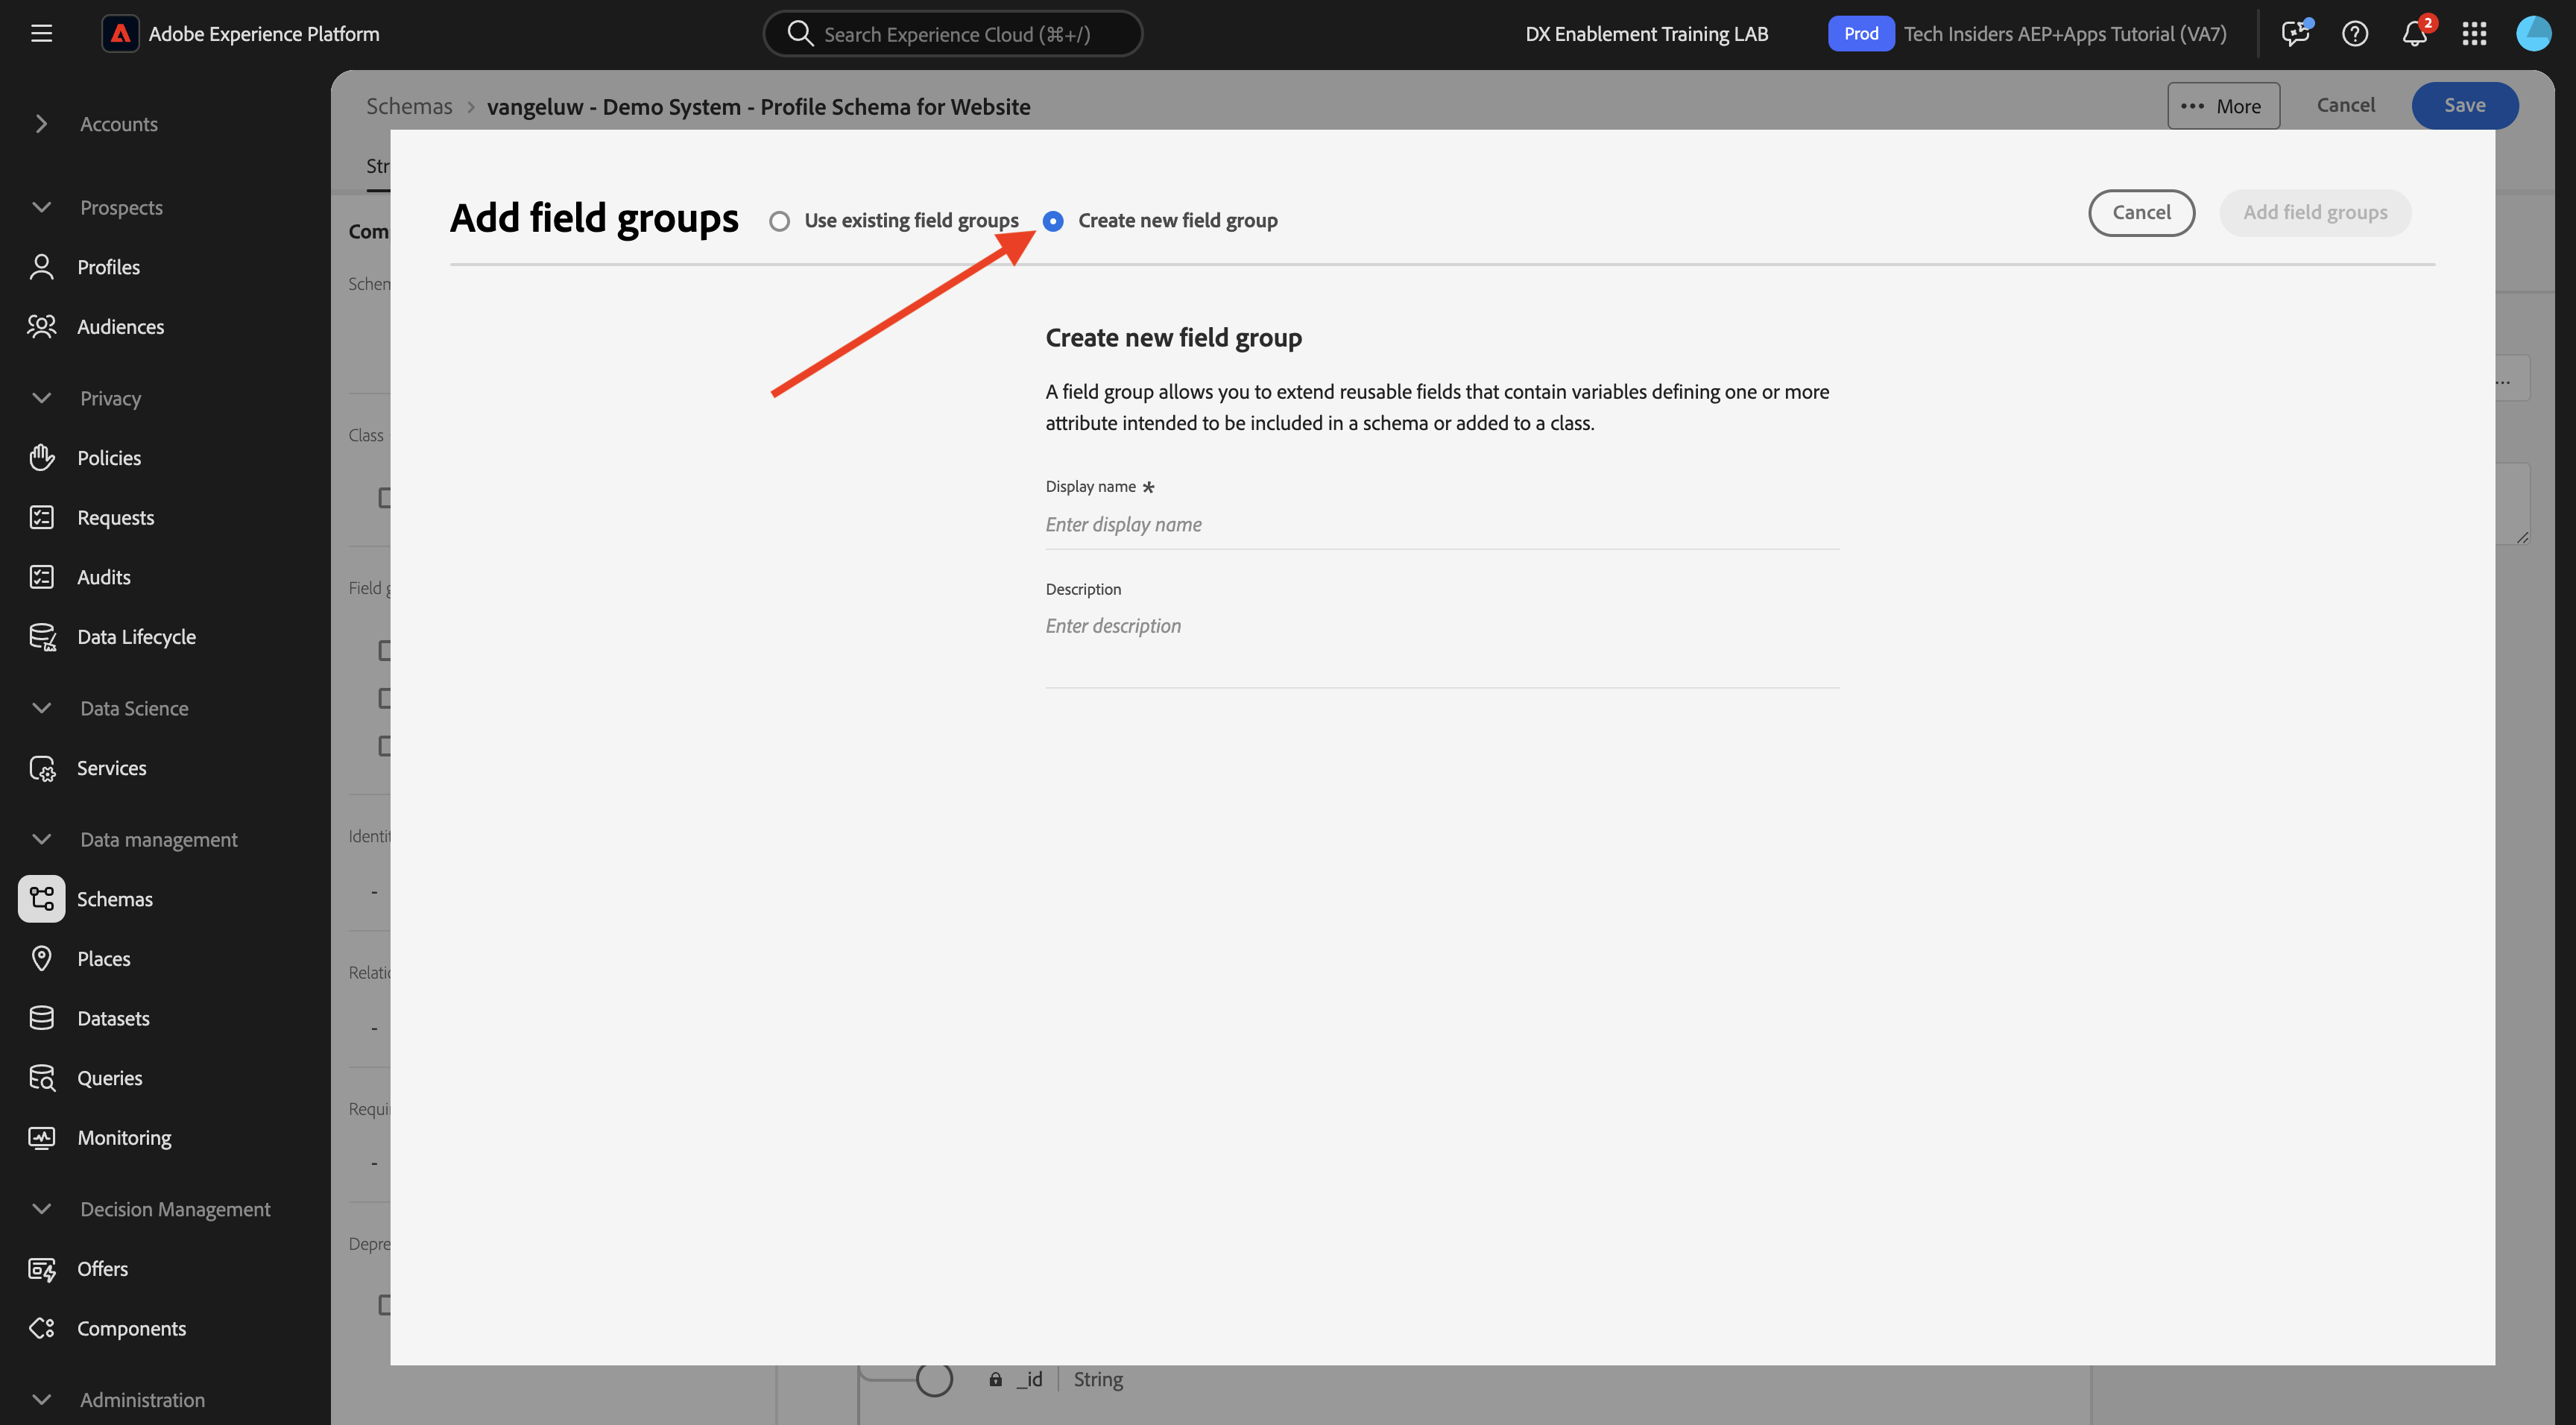 Adobe Experience Platform
Search Experience Cloud (⌘+/)
DX Enablement Training LAB
Prod
Tech Insiders AEP+Apps Tutorial (VA7)
2
Accounts
Prospects
Profiles
Audiences
Privacy
Policies
Requests
Audits
Data Lifecycle
Data Science
Services
Data management
Schemas
Places
Datasets
Queries
Monitoring
Decision Management
Offers
Components
Administration
Schemas > vangeluw - Demo System - Profile Schema for Website
••• More
Cancel
Save
Str
Com
Schem
Class
Field g
Identit
-
Relatio
-
Requi
-
Depre
Add field groups
Use existing field groups
Create new field group
Cancel
Add field groups
Create new field group
A field group allows you to extend reusable fields that contain variables defining one or more
attribute intended to be included in a schema or added to a class.
Display name *
Enter display name
Description
Enter description
...
_id | String